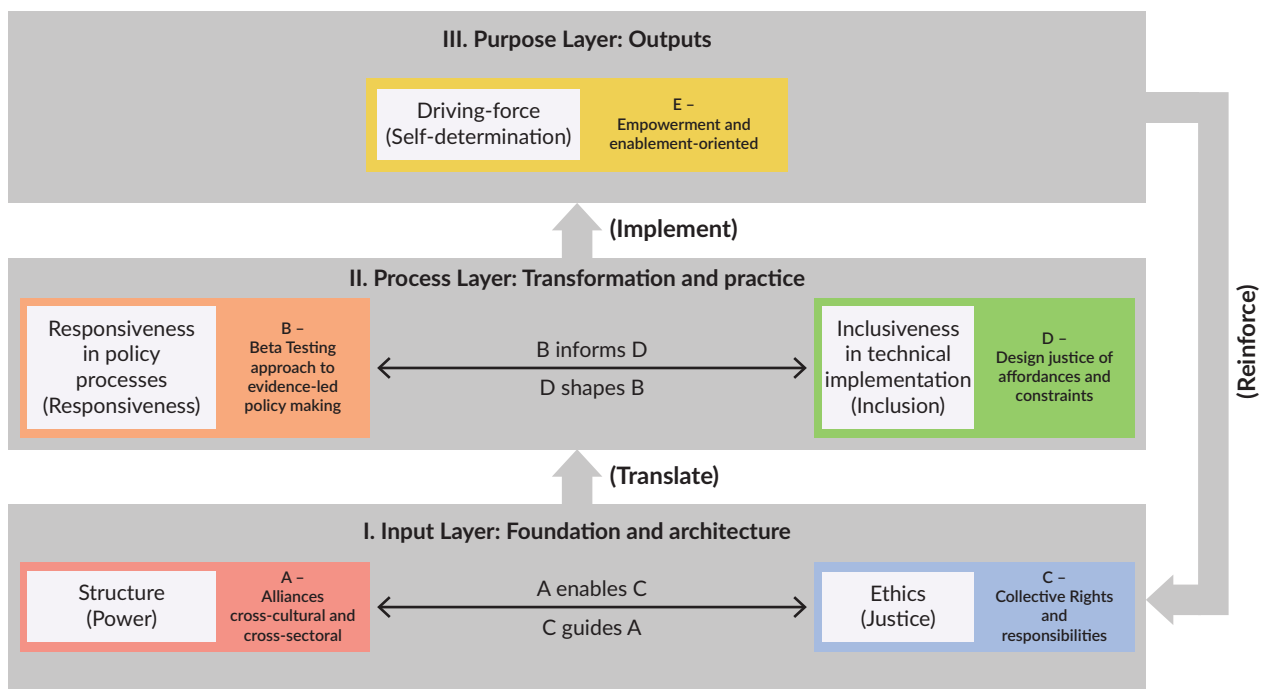 III. Purpose Layer: Outputs
Driving-force
(Self-determination)
E –
Empowerment and
enablement-oriented
(Implement)
(Reinforce)
II. Process Layer: Transformation and practice
Responsiveness
in policy
processes
(Responsiveness)
B –
Beta Testing
approach to
evidence-led
policy making
B informs D
D shapes B
Inclusiveness
in technical
implementation
(Inclusion)
D –
Design justice of
affordances and
constraints
(Translate)
I. Input Layer: Foundation and architecture
Structure
(Power)
A –
Alliances
cross-cultural and
cross-sectoral
A enables C
C guides A
Ethics
(Justice)
C –
Collective Rights
and
responsibilities